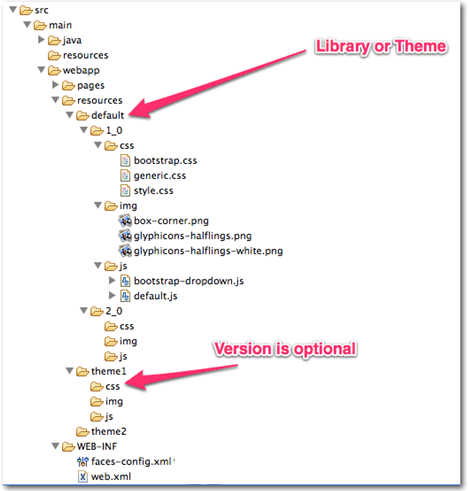 src
main
java
resources
webapp
pages
resources
default
Library or Theme
1_0
css
bootstrap.css
generic.css
style.css
img
box-corner.png
glyphicons-halflings.png
glyphicons-halflings-white.png
js
bootstrap-dropdown.js
default.js
2_0
css
img
js
Version is optional
theme1
css
img
js
theme2
WEB-INF
faces-config.xml
web.xml